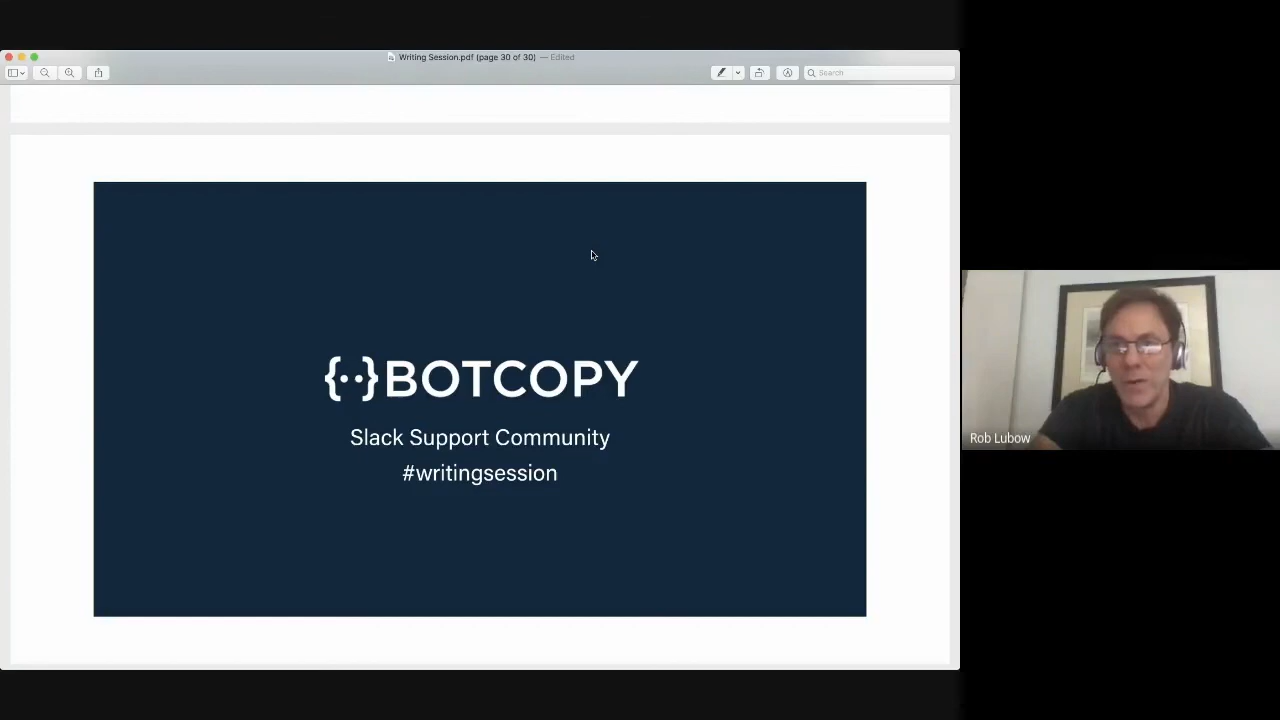 Writing Session.pdf (page 30 of 30) — Edited
Search
{··}BOTCOPY
Slack Support Community
#writingsession
Rob Lubow